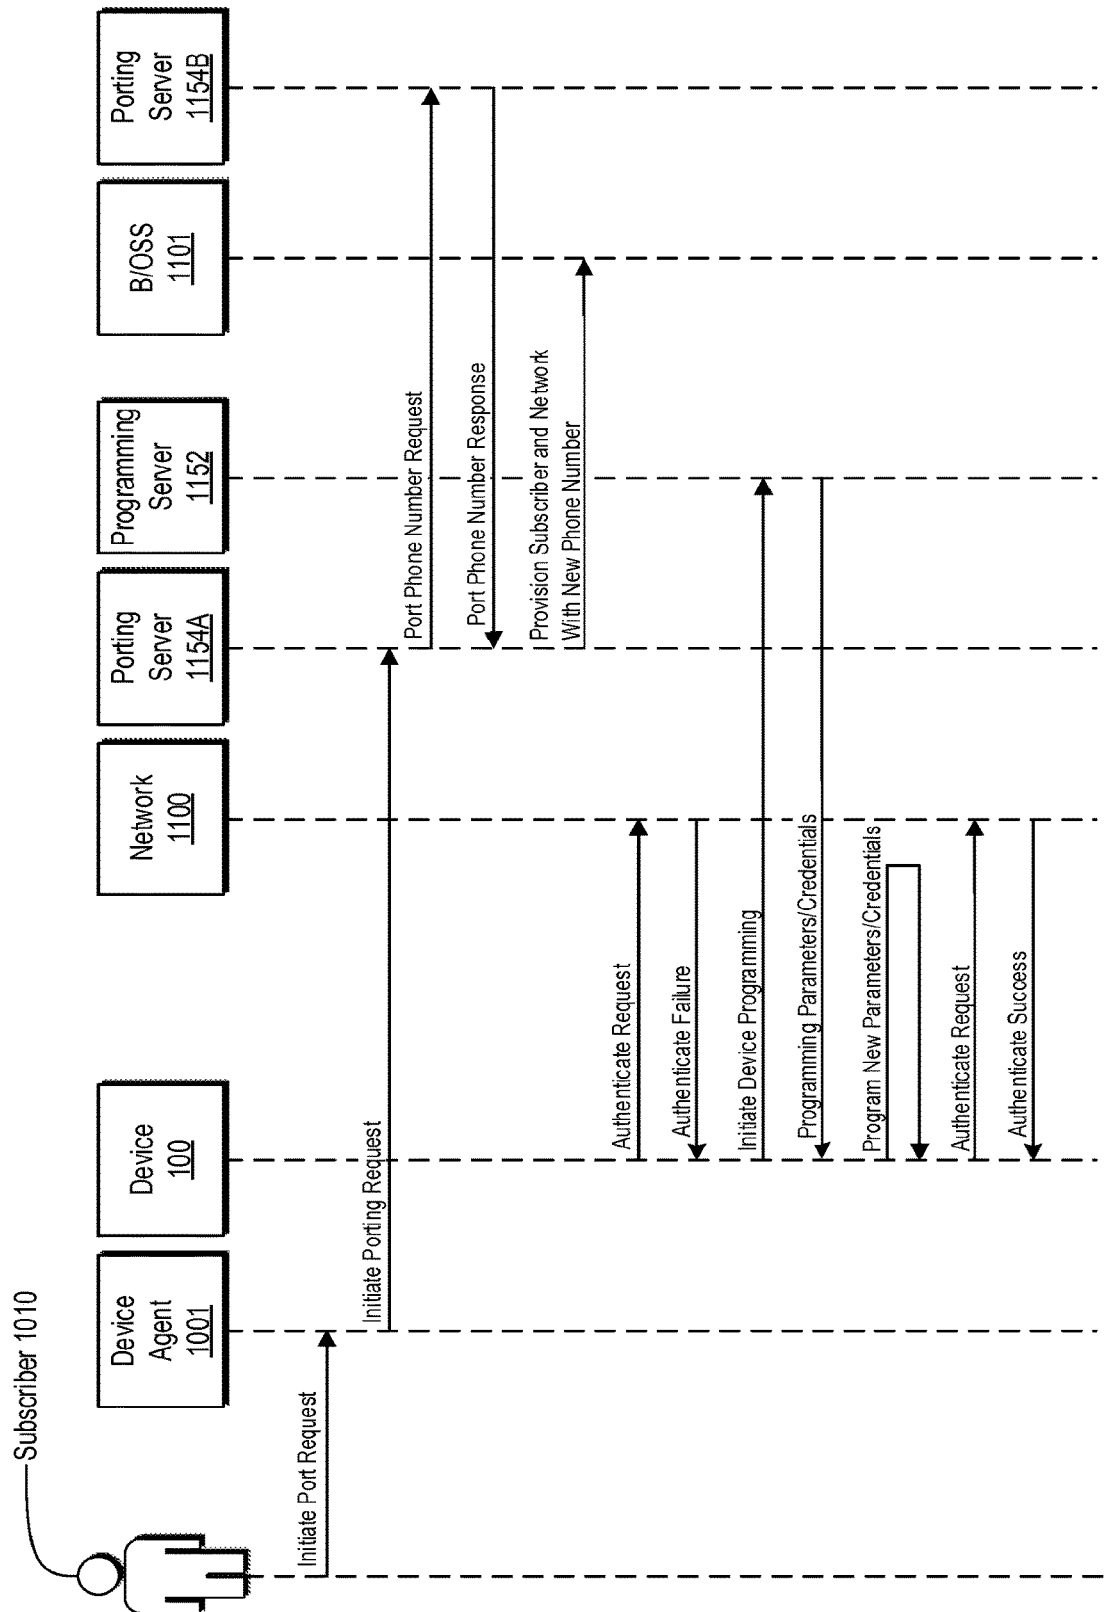 Subscriber 1010
Device
Agent
1001
Device
100
Network
1100
Porting
Server
1154A
Programming
Server
1152
B/OSS
1101
Porting
Server
1154B
Initiate Port Request
Initiate Porting Request
Port Phone Number Request
Port Phone Number Response
Provision Subscriber and Network
With New Phone Number
Authenticate Request
Authenticate Failure
Initiate Device Programming
Programming Parameters/Credentials
Program New Parameters/Credentials
Authenticate Request
Authenticate Success